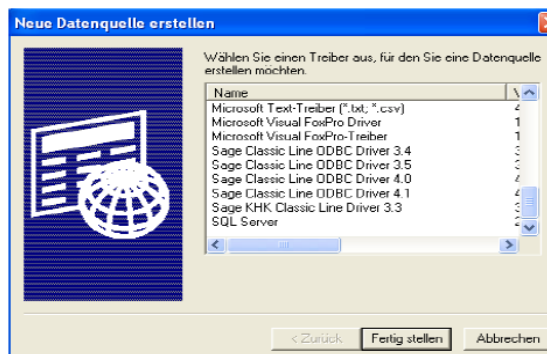 Neue Datenquelle erstellen
Wählen Sie einen Treiber aus, für den Sie eine Datenquelle
erstellen möchten.
Name
Microsoft Text-Treiber (*.txt; *.csv)
Microsoft Visual FoxPro Driver
Microsoft Visual FoxPro-Treiber
Sage Classic Line ODBC Driver 3.4
Sage Classic Line ODBC Driver 3.5
Sage Classic Line ODBC Driver 4.0
Sage Classic Line ODBC Driver 4.1
Sage KHK Classic Line Driver 3.3
SQL Server
< Zurück Fertig stellen Abbrechen